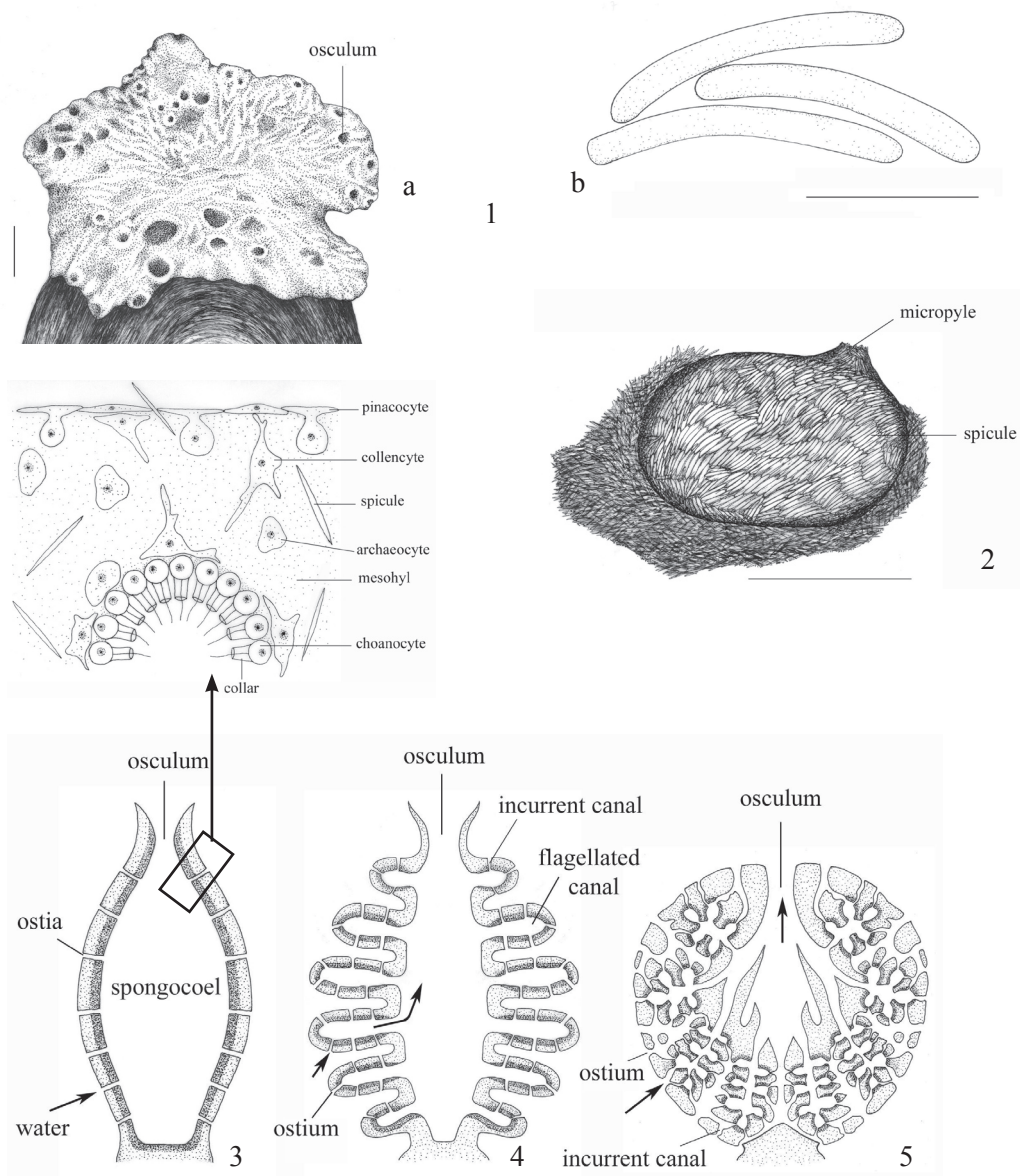 osculum
a
b
1
micropyle
spicule
2
pinacocyte
collencyte
spicule
archaeocyte
mesohyl
choanocyte
collar
osculum
ostia
spongocoel
water
3
osculum
incurrent canal
flagellated
canal
ostium
4
osculum
ostium
incurrent canal
5